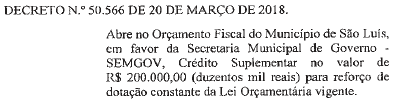 DECRETO N.º 50.566 DE 20 DE MARÇO DE 2018.
Abre no Orçamento Fiscal do Município de São Luís,
em favor da Secretaria Municipal de Governo -
SEMGOV, Crédito Suplementar no valor de
R$ 200.000,00 (duzentos mil reais) para reforço de
dotação constante da Lei Orçamentária vigente.